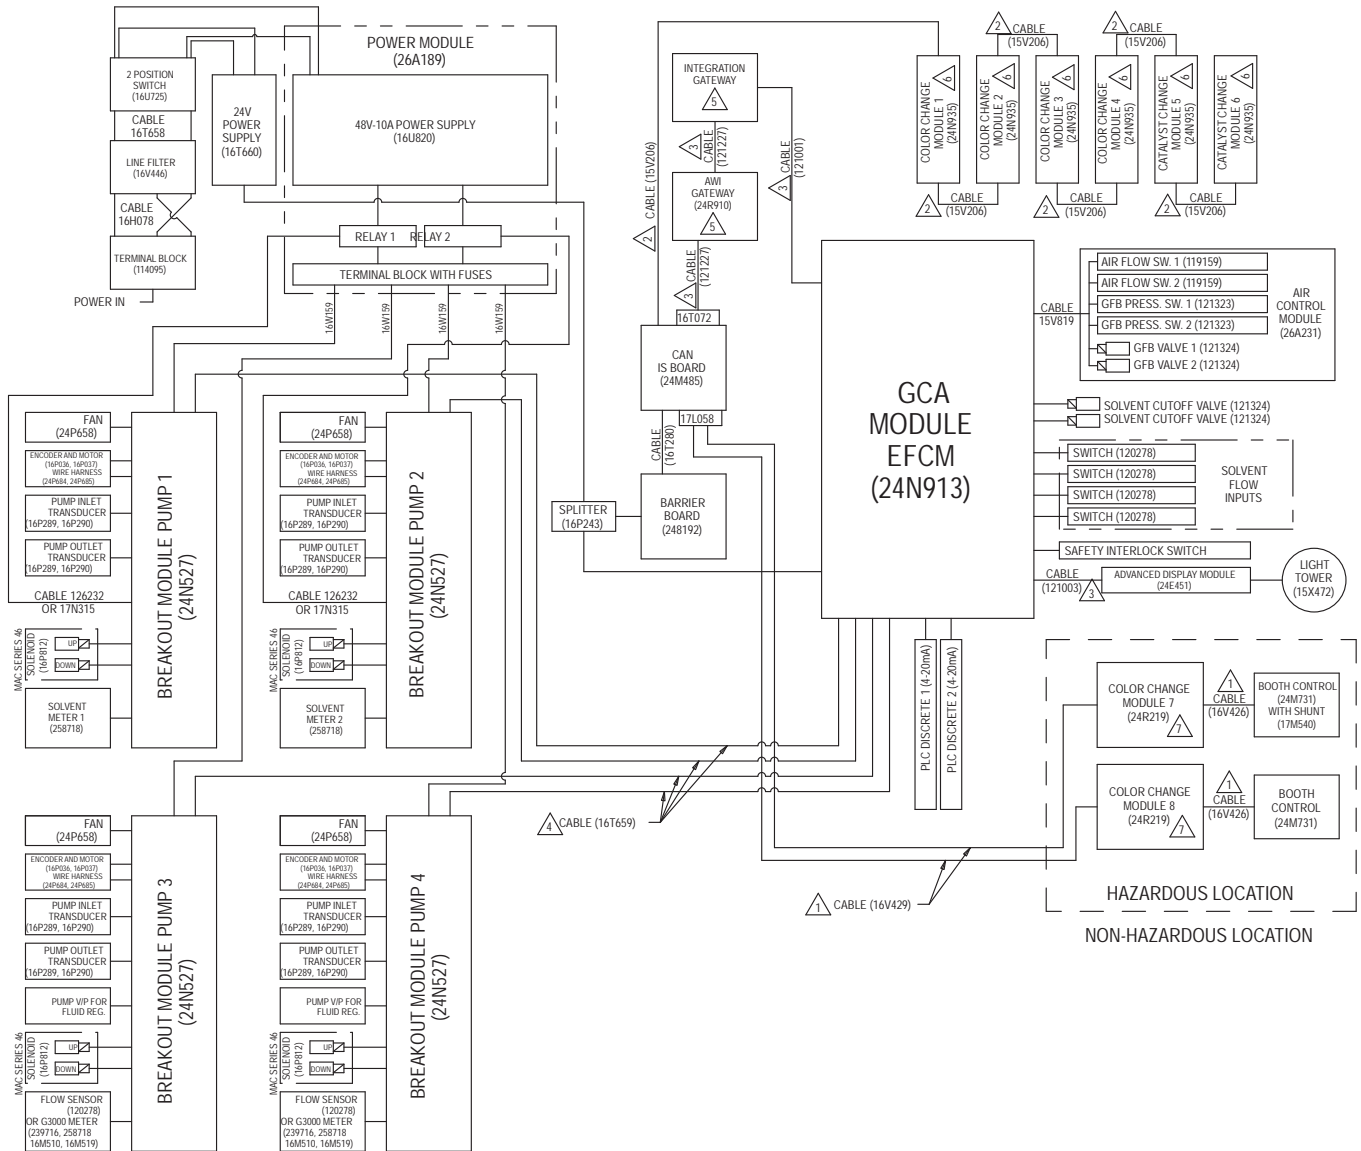 POWER MODULE
(26A189)
2 POSITION
SWITCH
(16U725)
CABLE
16T658
LINE FILTER
(16V446)
CABLE
16H078
TERMINAL BLOCK
(114095)
POWER IN
24V
POWER
SUPPLY
(16T660)
48V-10A POWER SUPPLY
(16U820)
RELAY 1
RELAY 2
TERMINAL BLOCK WITH FUSES
16W159
16W159
16W159
16W159
INTEGRATION
GATEWAY
5
3
CABLE
(121227)
AWI
GATEWAY
(24R910)
5
3
CABLE
(121227)
CABLE (15V206)
2
3
CABLE
(121001)
16T072
CAN
IS BOARD
(24M485)
17L058
CABLE
(16T280)
BARRIER
BOARD
(248192)
SPLITTER
(16P243)
2
CABLE
(15V206)
2
CABLE
(15V206)
COLOR CHANGE
MODULE 1
(24N935)
6
COLOR CHANGE
MODULE 2
(24N935)
6
COLOR CHANGE
MODULE 3
(24N935)
6
COLOR CHANGE
MODULE 4
(24N935)
6
CATALYST CHANGE
MODULE 5
(24N935)
6
CATALYST CHANGE
MODULE 6
(24N935)
6
2
CABLE
(15V206)
2
CABLE
(15V206)
2
CABLE
(15V206)
GCA
MODULE
EFCM
(24N913)
CABLE
15V819
AIR FLOW SW. 1 (119159)
AIR FLOW SW. 2 (119159)
GFB PRESS. SW. 1 (121323)
GFB PRESS. SW. 2 (121323)
GFB VALVE 1 (121324)
GFB VALVE 2 (121324)
AIR
CONTROL
MODULE
(26A231)
SOLVENT CUTOFF VALVE (121324)
SOLVENT CUTOFF VALVE (121324)
SWITCH (120278)
SWITCH (120278)
SWITCH (120278)
SWITCH (120278)
SOLVENT
FLOW
INPUTS
SAFETY INTERLOCK SWITCH
CABLE
(121003)
3
ADVANCED DISPLAY MODULE
(24E451)
LIGHT
TOWER
(15X472)
PLC DISCRETE 1 (4-20mA)
PLC DISCRETE 2 (4-20mA)
COLOR CHANGE
MODULE 7
(24R219)
7
1
CABLE
(16V426)
BOOTH CONTROL
(24M731)
WITH SHUNT
(17M540)
COLOR CHANGE
MODULE 8
(24R219)
7
1
CABLE
(16V426)
BOOTH
CONTROL
(24M731)
HAZARDOUS LOCATION
NON-HAZARDOUS LOCATION
4
CABLE (16T659)
1
CABLE (16V429)
FAN
(24P658)
ENCODER AND MOTOR
(16P036, 16P037)
WIRE HARNESS
(24P684, 24P685)
PUMP INLET
TRANSDUCER
(16P289, 16P290)
PUMP OUTLET
TRANSDUCER
(16P289, 16P290)
CABLE 126232
OR 17N315
MAC SERIES 46
SOLENOID
(16P812)
UP
DOWN
SOLVENT
METER 1
(258718)
BREAKOUT MODULE PUMP 1
(24N527)
FAN
(24P658)
ENCODER AND MOTOR
(16P036, 16P037)
WIRE HARNESS
(24P684, 24P685)
PUMP INLET
TRANSDUCER
(16P289, 16P290)
PUMP OUTLET
TRANSDUCER
(16P289, 16P290)
CABLE 126232
OR 17N315
MAC SERIES 46
SOLENOID
(16P812)
UP
DOWN
SOLVENT
METER 2
(258718)
BREAKOUT MODULE PUMP 2
(24N527)
FAN
(24P658)
ENCODER AND MOTOR
(16P036, 16P037)
WIRE HARNESS
(24P684, 24P685)
PUMP INLET
TRANSDUCER
(16P289, 16P290)
PUMP OUTLET
TRANSDUCER
(16P289, 16P290)
PUMP V/P FOR
FLUID REG.
MAC SERIES 46
SOLENOID
(16P812)
UP
DOWN
FLOW SENSOR
(120278)
OR G3000 METER
(239716, 258718
16M510, 16M519)
BREAKOUT MODULE PUMP 3
(24N527)
FAN
(24P658)
ENCODER AND MOTOR
(16P036, 16P037)
WIRE HARNESS
(24P684, 24P685)
PUMP INLET
TRANSDUCER
(16P289, 16P290)
PUMP OUTLET
TRANSDUCER
(16P289, 16P290)
PUMP V/P FOR
FLUID REG.
MAC SERIES 46
SOLENOID
(16P812)
UP
DOWN
FLOW SENSOR
(120278)
OR G3000 METER
(239716, 258718
16M510, 16M519)
BREAKOUT MODULE PUMP 4
(24N527)